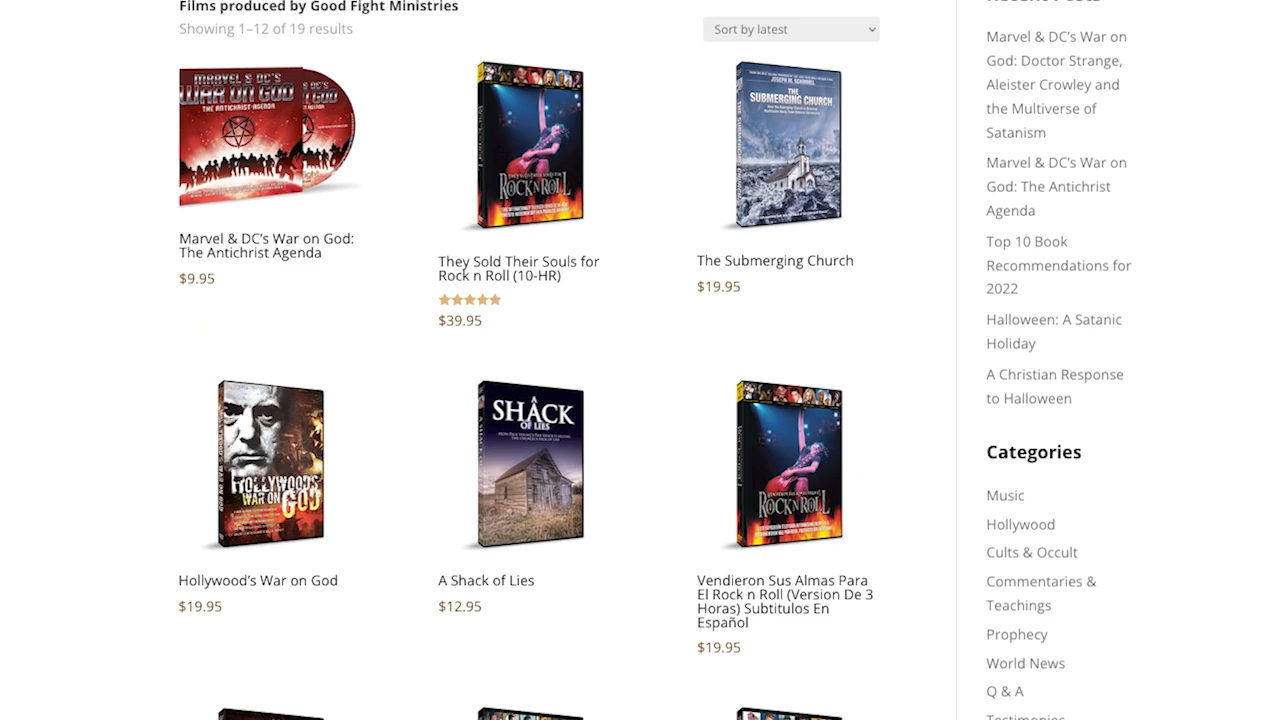 Films produced by Good Fight Ministries
Showing 1–12 of 19 results
Sort by latest
MARVEL & DC'S
WAR ON GOD
THE ANTICHRIST AGENDA
Marvel & DC's War on God:
The Antichrist Agenda
$9.95
ROCK N ROLL
They Sold Their Souls for
Rock n Roll (10-HR)
$39.95
JOSEPH M. SCHIMMEL
THE
SUBMERGING CHURCH
The Submerging Church
$19.95
HOLLYWOOD'S
WAR ON
GOD
Hollywood's War on God
$19.95
A
SHACK
OF LIES
A Shack of Lies
$12.95
ROCK N ROLL
Vendieron Sus Almas Para
El Rock n Roll (Version De 3
Horas) Subtitulos En
Español
$19.95
Marvel & DC's War on
God: Doctor Strange,
Aleister Crowley and
the Multiverse of
Satanism
Marvel & DC's War on
God: The Antichrist
Agenda
Top 10 Book
Recommendations for
2022
Halloween: A Satanic
Holiday
A Christian Response
to Halloween
Categories
Music
Hollywood
Cults & Occult
Commentaries &
Teachings
Prophecy
World News
Q & A